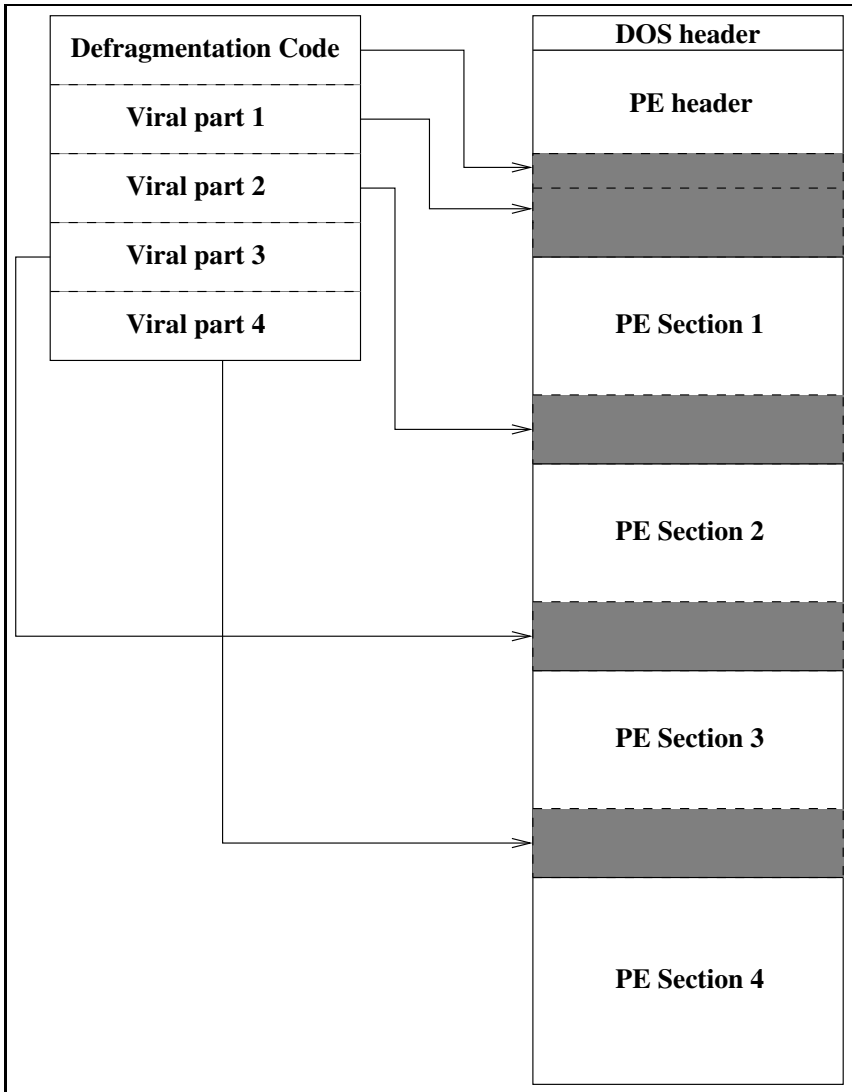 Defragmentation Code
Viral part 1
Viral part 2
Viral part 3
Viral part 4
DOS header
PE header
PE Section 1
PE Section 2
PE Section 3
PE Section 4